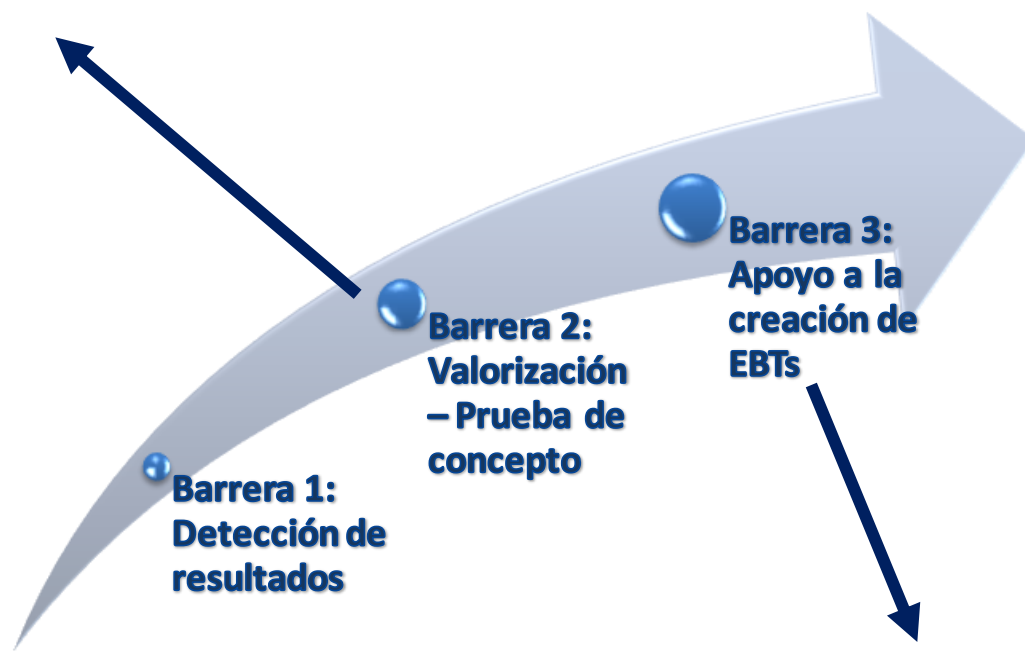 Barrera 1:
Detección de
resultados
Barrera 2:
Valorización
– Prueba de
concepto
Barrera 3:
Apoyo a la
creación de
EBTs